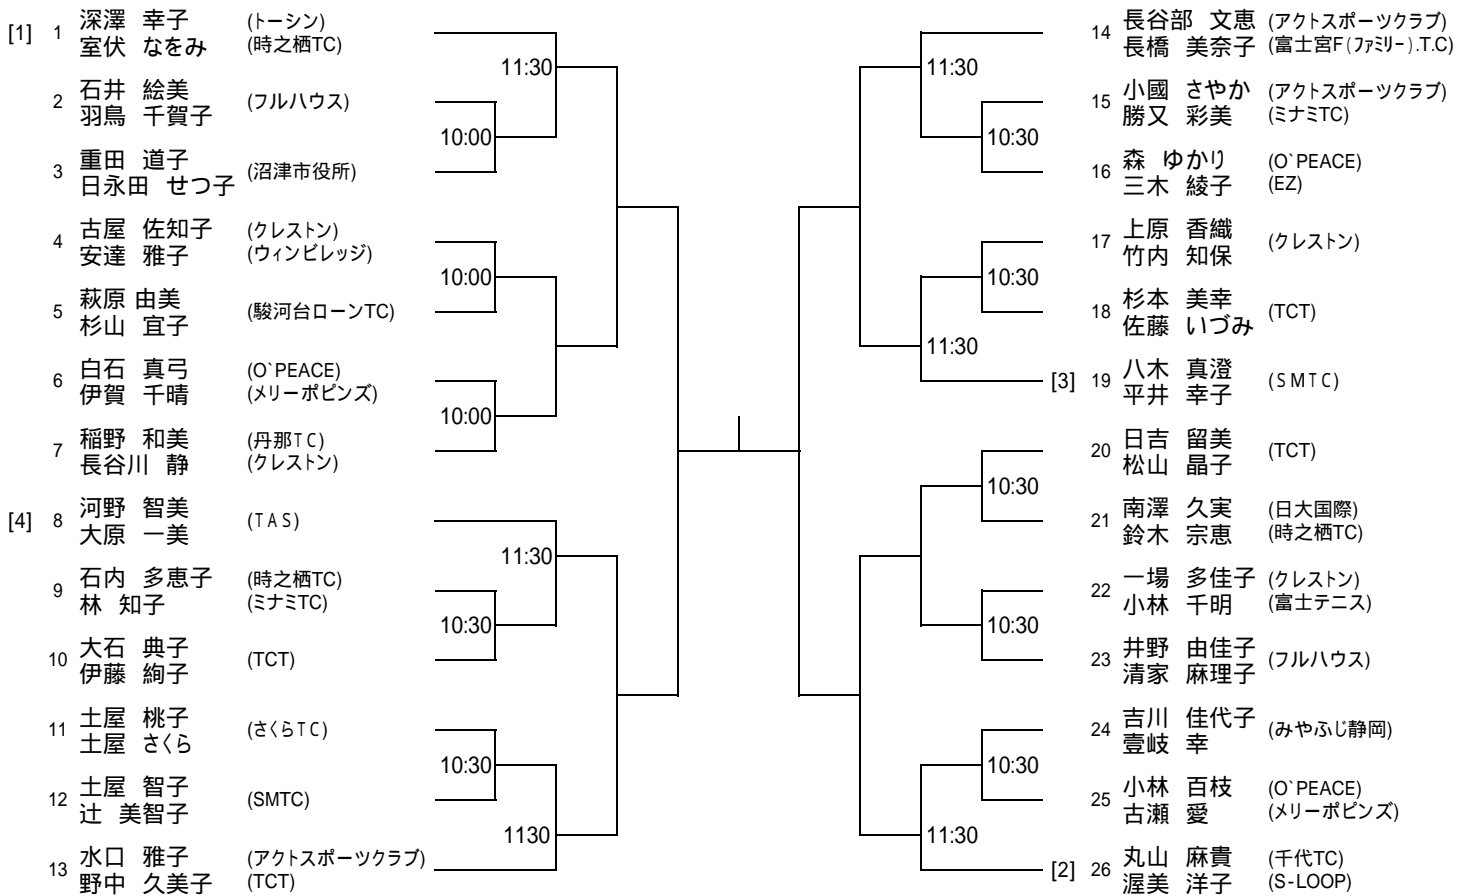 [1] 1 深澤 幸子 (トーシン)
室伏 なをみ (時之栖TC)
11:30
2 石井 絵美
羽鳥 千賀子 (フルハウス)
10:00
3 重田 道子
日永田 せつ子 (沼津市役所)
4 古屋 佐知子 (クレストン)
安達 雅子 (ウィンビレッジ)
10:00
5 萩原 由美
杉山 宜子 (駿河台ローンTC)
6 白石 真弓 (O`PEACE)
伊賀 千晴 (メリーポピンズ)
10:00
7 稲野 和美 (丹那TC)
長谷川 静 (クレストン)
[4] 8 河野 智美
大原 一美 (TAS)
11:30
9 石内 多恵子 (時之栖TC)
林 知子 (ミナミTC)
10:30
10 大石 典子
伊藤 絢子 (TCT)
11 土屋 桃子
土屋 さくら (さくらTC)
10:30
12 土屋 智子
辻 美智子 (SMTC)
1130
13 水口 雅子 (アクトスポーツクラブ)
野中 久美子 (TCT)
14 長谷部 文恵 (アクトスポーツクラブ)
長橋 美奈子 (富士宮F(ファミリー).T.C)
11:30
15 小國 さやか (アクトスポーツクラブ)
勝又 彩美 (ミナミTC)
10:30
16 森 ゆかり (O`PEACE)
三木 綾子 (EZ)
17 上原 香織
竹内 知保 (クレストン)
10:30
18 杉本 美幸
佐藤 いづみ (TCT)
11:30
[3] 19 八木 真澄
平井 幸子 (SMTC)
20 日吉 留美
松山 晶子 (TCT)
10:30
21 南澤 久実 (日大国際)
鈴木 宗恵 (時之栖TC)
22 一場 多佳子 (クレストン)
小林 千明 (富士テニス)
10:30
23 井野 由佳子
清家 麻理子 (フルハウス)
24 吉川 佳代子
壹岐 幸 (みやふじ静岡)
10:30
25 小林 百枝 (O`PEACE)
古瀬 愛 (メリーポピンズ)
11:30
[2] 26 丸山 麻貴 (千代TC)
渥美 洋子 (S-LOOP)